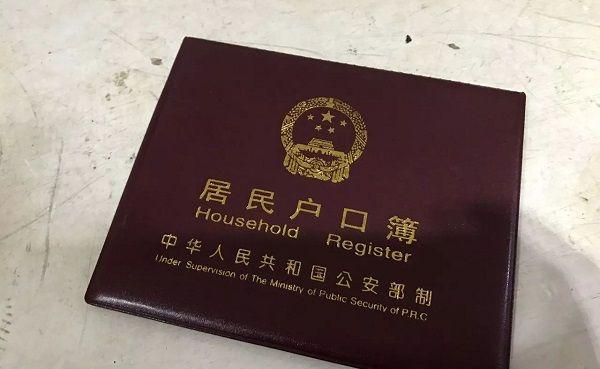 居民户口簿
Household Register
中华人民共和国公安部制
Under Supervision of The Ministry of Public Security of P.R.C